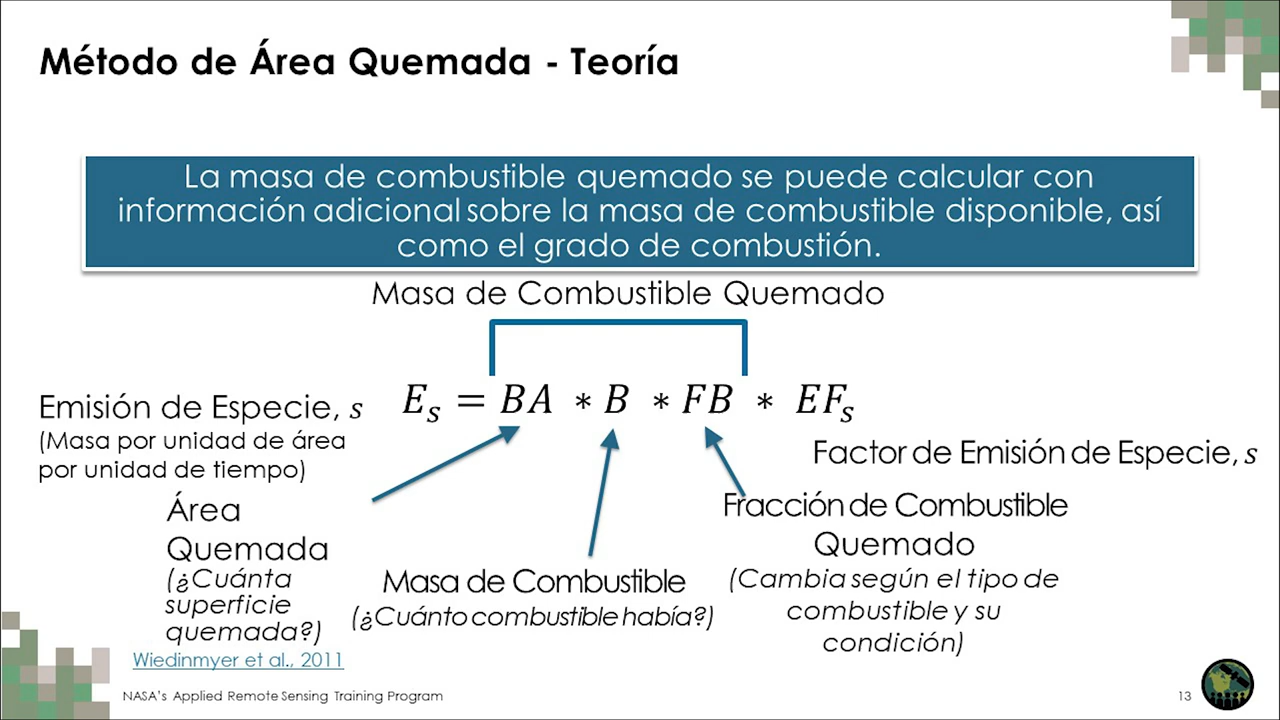 Método de Área Quemada - Teoría
La masa de combustible quemado se puede calcular con
información adicional sobre la masa de combustible disponible, así
como el grado de combustión.
Masa de Combustible Quemado
Emisión de Especie, s
(Masa por unidad de área
por unidad de tiempo)
E_s = BA * B * FB * EF_s
Factor de Emisión de Especie, s
Área
Quemada
(¿Cuánta
superficie
quemada?)
Masa de Combustible
(¿Cuánto combustible había?)
Fracción de Combustible
Quemado
(Cambia según el tipo de
combustible y su
condición)
Wiedinmyer et al., 2011
NASA's Applied Remote Sensing Training Program
13